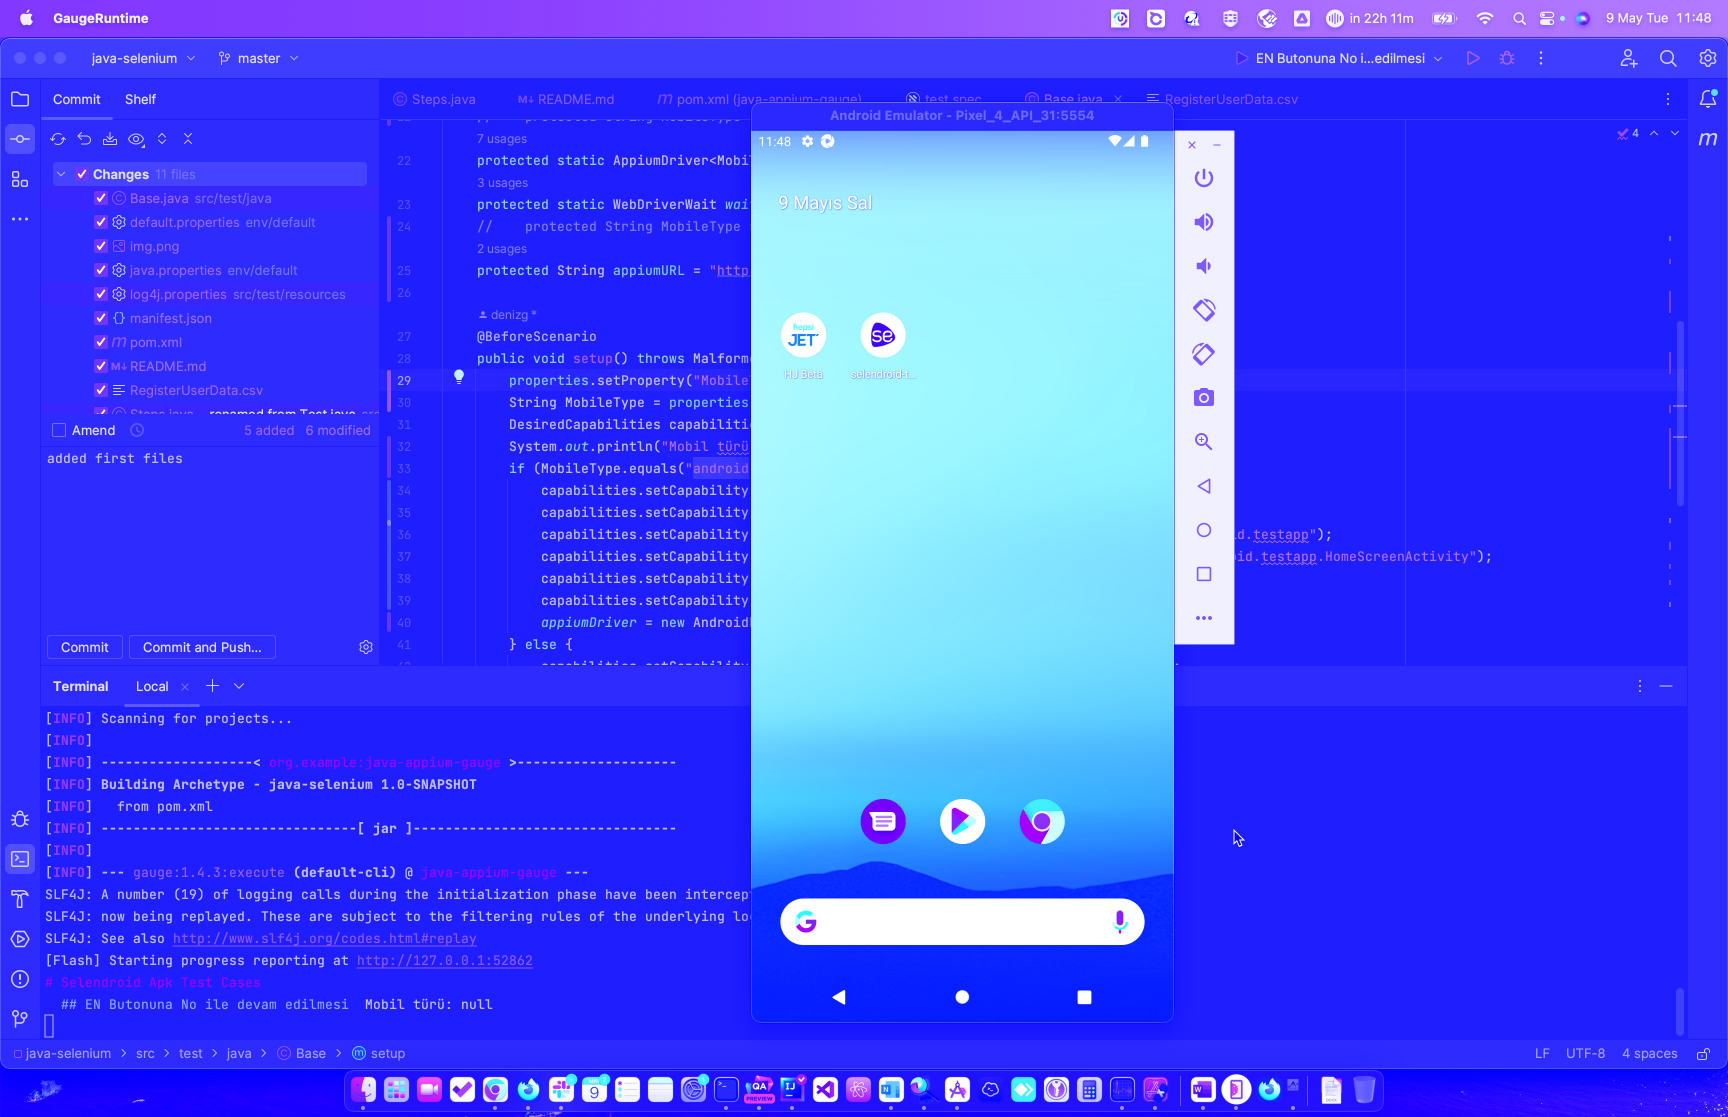 GaugeRuntime
in 22h 11m
9 May Tue 11:48
java-selenium
master
EN Butonuna No i...edilmesi
Commit Shelf
Steps.java
README.md
pom.xml (java-appium-gauge)
test.spec
Base.java
RegisterUserData.csv
Changes 11 files
Base.java src/test/java
default.properties env/default
img.png
java.properties env/default
log4j.properties src/test/resources
manifest.json
pom.xml
README.md
RegisterUserData.csv
Steps.java - renamed from Test.java
Amend
5 added 6 modified
added first files
Commit
Commit and Push...
4
7 usages
22 protected static AppiumDriver<Mobil
3 usages
23 protected static WebDriverWait wai
24 // protected String MobileType
2 usages
25 protected String appiumURL = "http
26
denizg *
27 @BeforeScenario
28 public void setup() throws Malform
29 properties.setProperty("Mobile
30 String MobileType = properties
31 DesiredCapabilities capabiliti
32 System.out.println("Mobil türü
33 if (MobileType.equals("android
34 capabilities.setCapability
35 capabilities.setCapability
36 capabilities.setCapability
id.testapp");
37 capabilities.setCapability
oid.testapp.HomeScreenActivity");
38 capabilities.setCapability
39 capabilities.setCapability
40 appiumDriver = new Android
41 } else {
Android Emulator - Pixel_4_API_31:5554
11:48
9 Mayıs Sal
hepsi
JET
se
HJ Beta
selendroid-t...
G
Terminal Local
[INFO] Scanning for projects...
[INFO]
[INFO] -------------------< org.example:java-appium-gauge >--------------------
[INFO] Building Archetype - java-selenium 1.0-SNAPSHOT
[INFO]   from pom.xml
[INFO] --------------------------------[ jar ]---------------------------------
[INFO]
[INFO] --- gauge:1.4.3:execute (default-cli) @ java-appium-gauge ---
SLF4J: A number (19) of logging calls during the initialization phase have been intercep
SLF4J: now being replayed. These are subject to the filtering rules of the underlying lo
SLF4J: See also http://www.slf4j.org/codes.html#replay
[Flash] Starting progress reporting at http://127.0.0.1:52862
# Selendroid Apk Test Cases
## EN Butonuna No ile devam edilmesi  Mobil türü: null
java-selenium > src > test > java > Base > setup
LF UTF-8 4 spaces